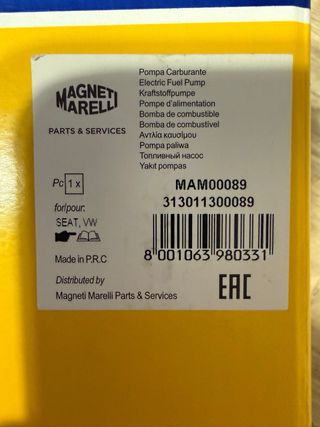 MAGNETI
MARELLI
PARTS & SERVICES
Pompa Carburante
Electric Fuel Pump
Kraftstoffpumpe
Pompe d'alimentation
Bomba de combustible
Bomba de combustível
Αντλία καυσίμου
Pompa paliwa
Топливный насос
Yakıt pompas
Pc 1 x
for/pour:
SEAT, VW
MAM00089
313011300089
8 001063 980331
Made in P.R.C
Distributed by
Magneti Marelli Parts & Services
EAC